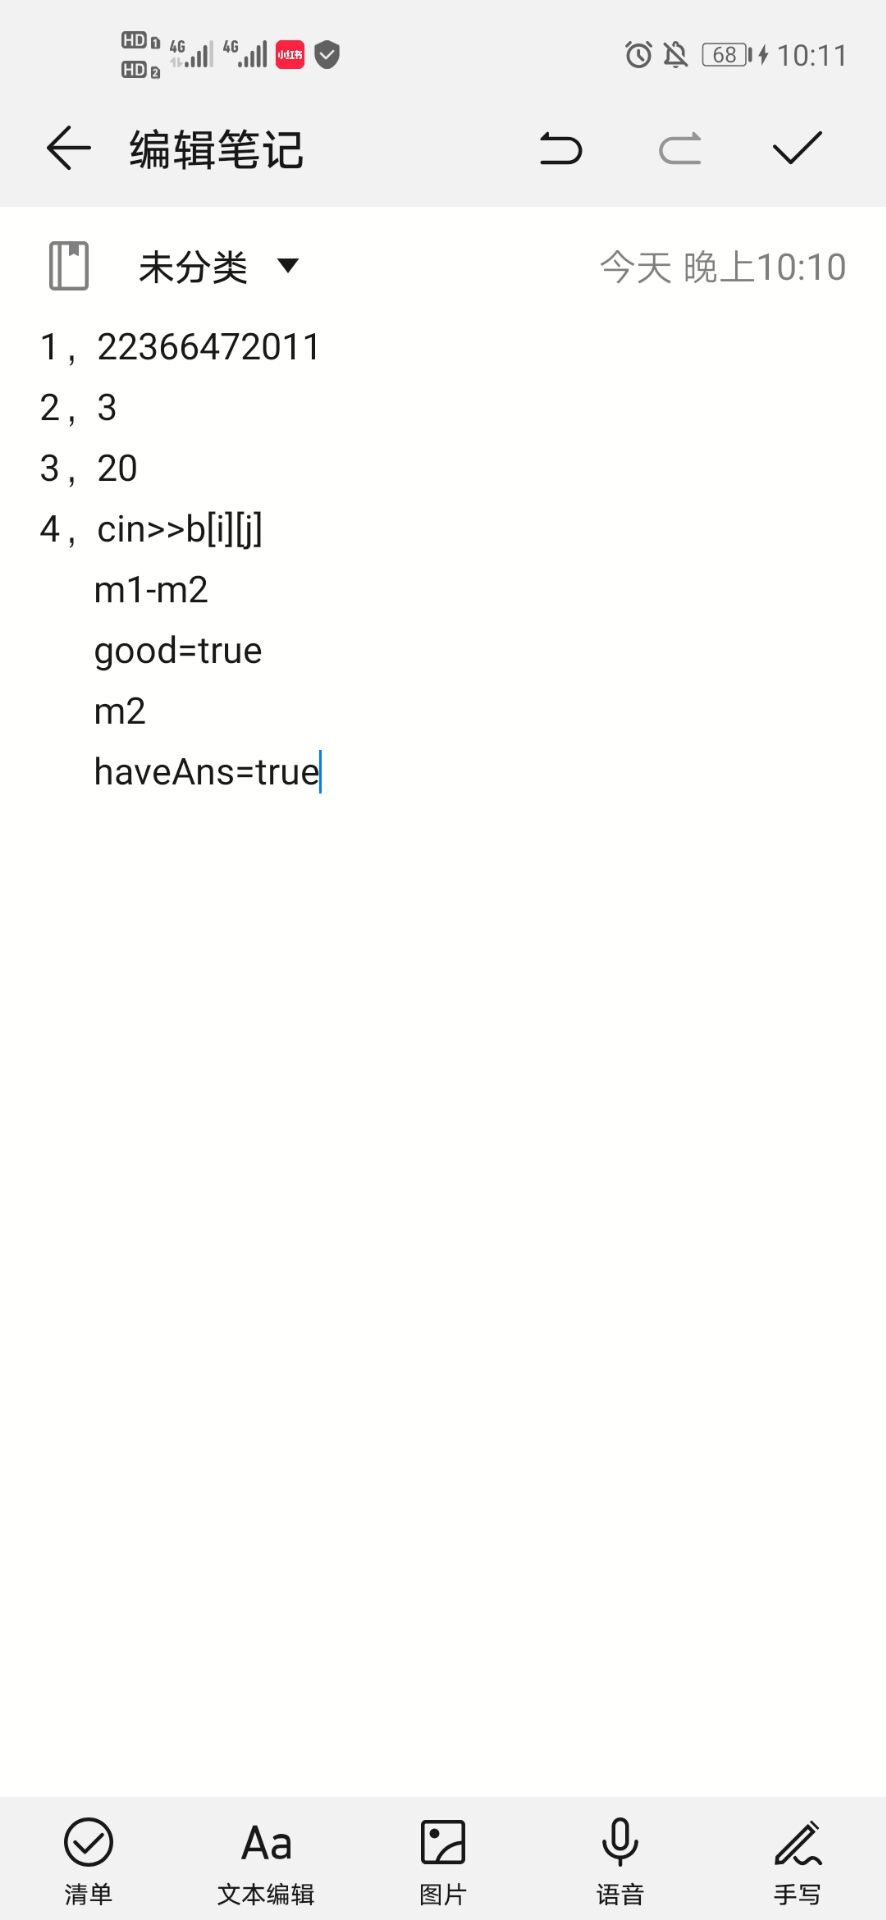 HD 1 4G 4G 小红书 68 10:11
HD 2
编辑笔记
未分类 今天 晚上10:10
1，22366472011
2，3
3，20
4，cin>>b[i][j]
m1-m2
good=true
m2
haveAns=true
清单 Aa 文本编辑 图片 语音 手写